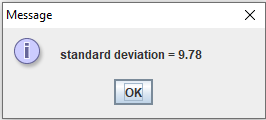 Message
standard deviation = 9.78
OK